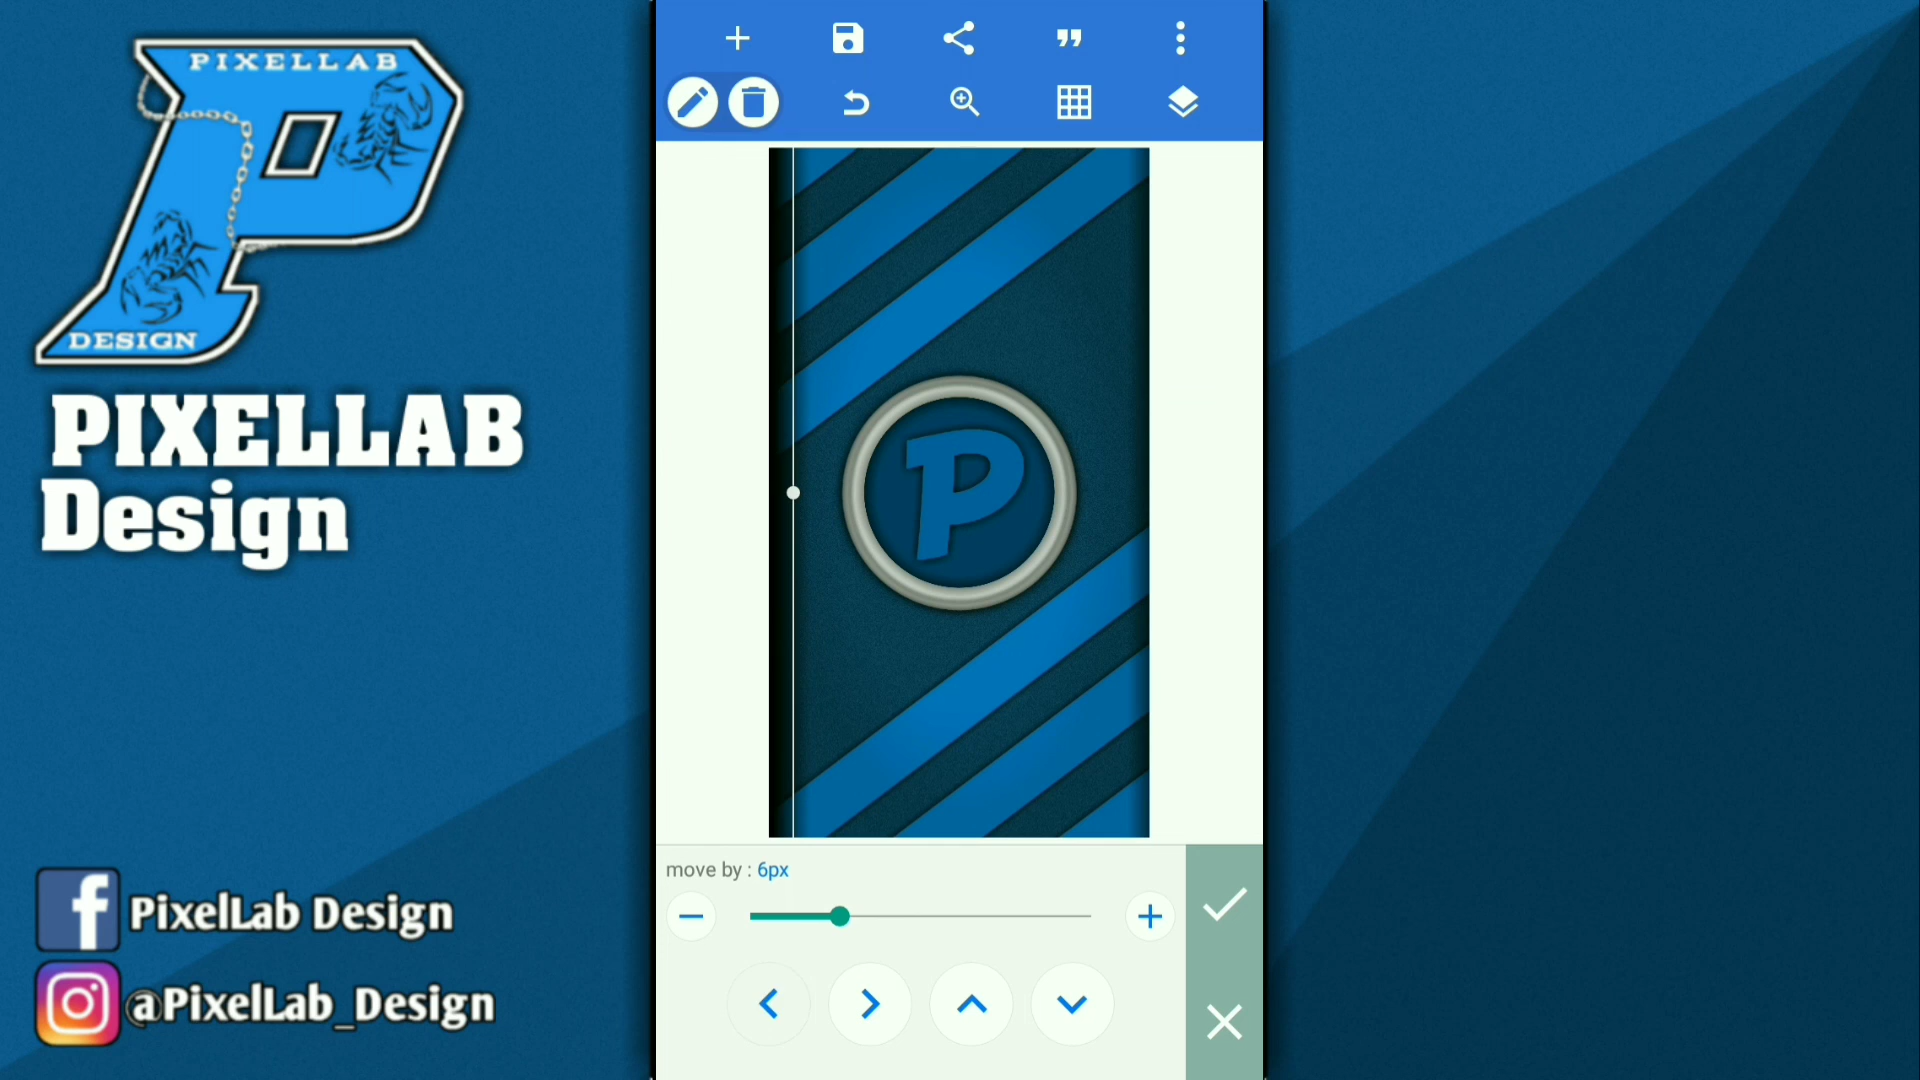 PIXELLAB
DESIGN
PIXELLAB
Design
PixelLab Design
@PixelLab_Design
P
move by : 6px